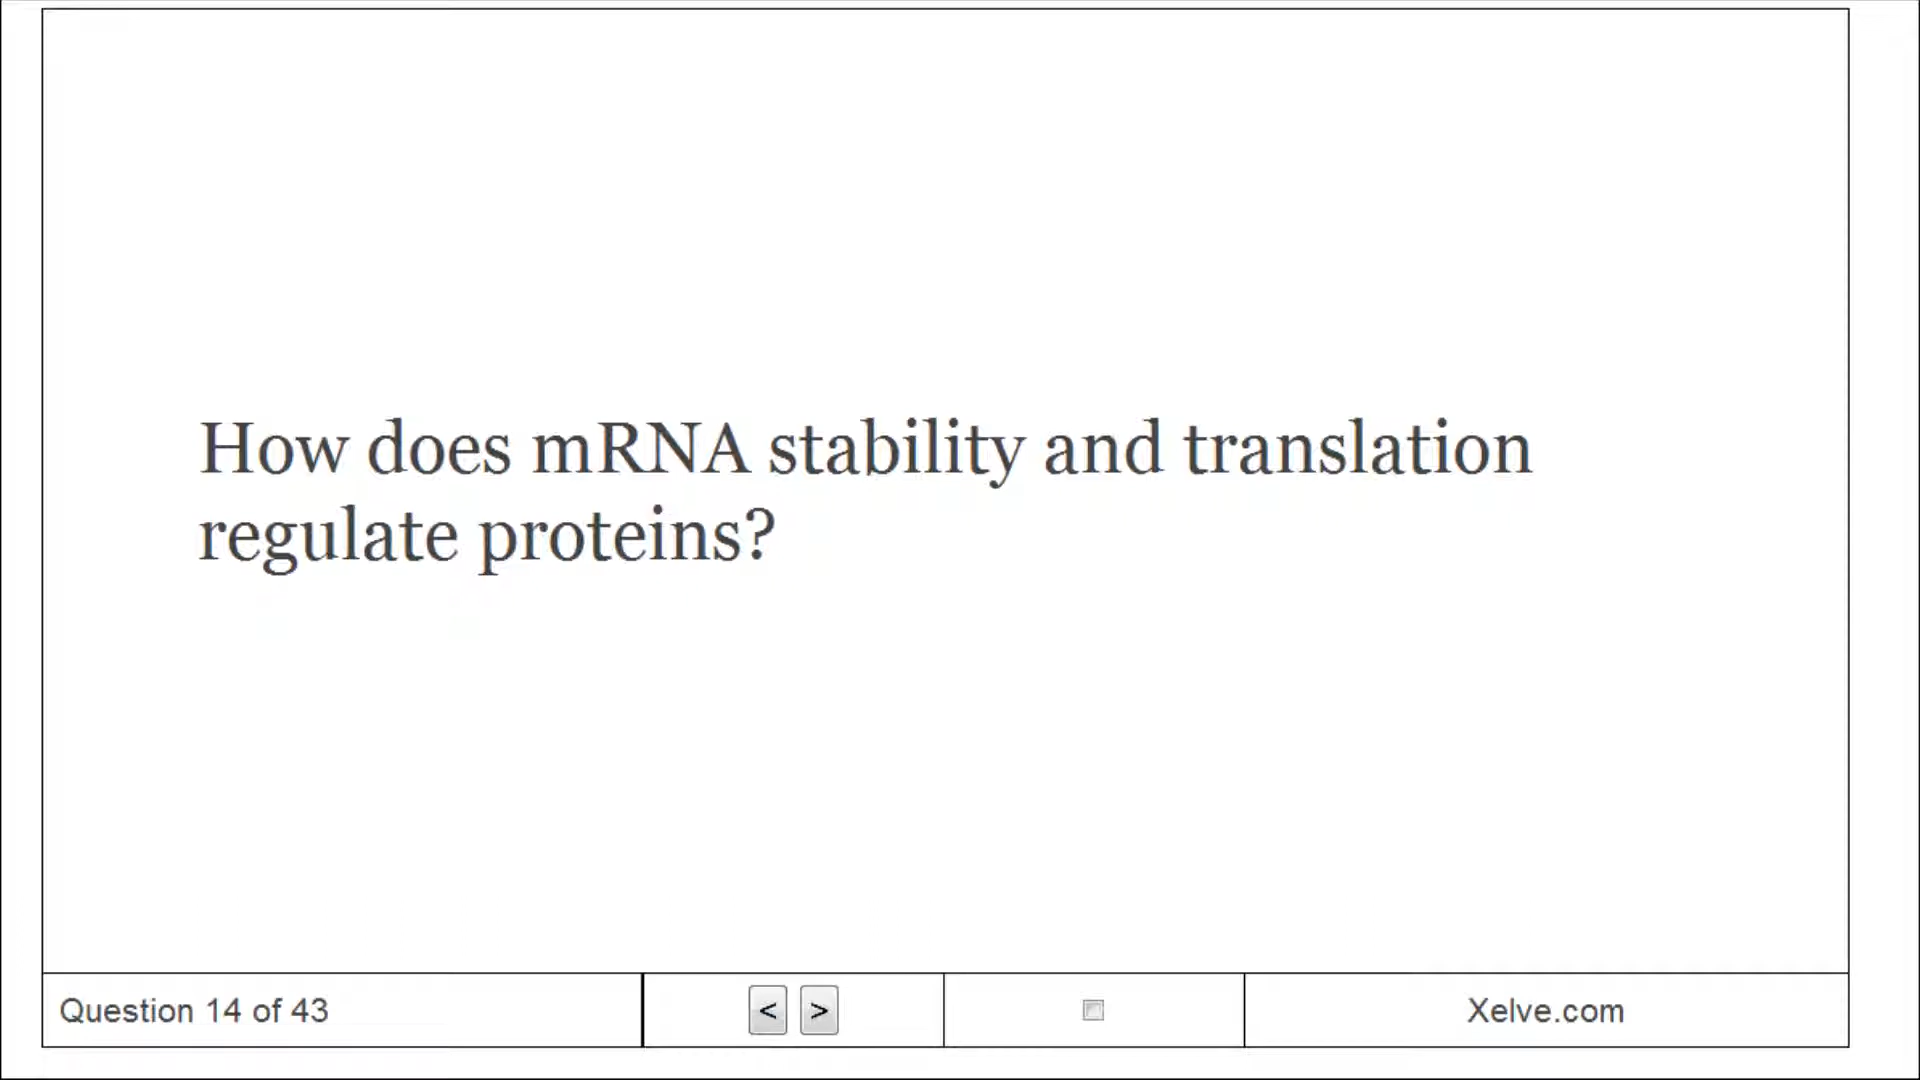 How does mRNA stability and translation
regulate proteins?
Question 14 of 43
< >
Xelve.com